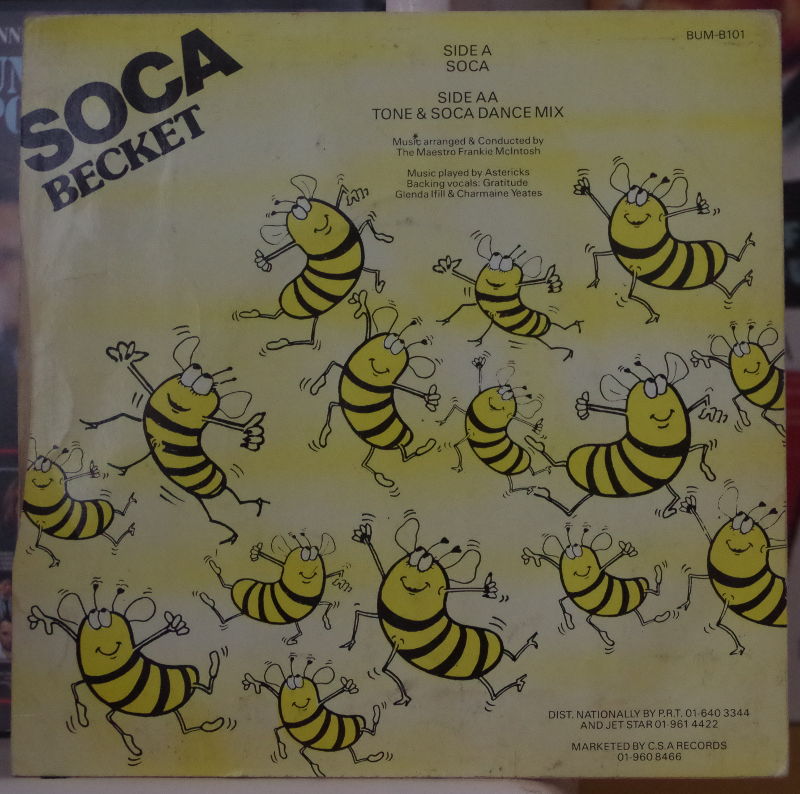 SOCA
BECKET
BUM-B101
SIDE A
SOCA
SIDE AA
TONE & SOCA DANCE MIX
Music arranged & Conducted by
The Maestro Frankie McIntosh
Music played by Astericks
Backing vocals: Gratitude
Glenda Ifill & Charmaine Yeates
DIST. NATIONALLY BY P.R.T. 01-640 3344
AND JET STAR 01-961 4422
MARKETED BY C.S.A RECORDS
01-960 8466